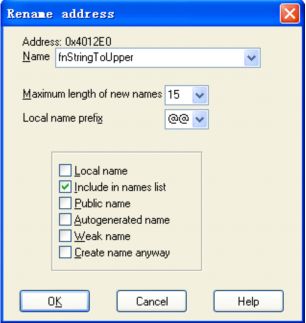 Rename address
Address: 0x4012E0
Name fnStringToUpper
Maximum length of new names 15
Local name prefix @@
Local name
Include in names list
Public name
Autogenerated name
Weak name
Create name anyway
OK Cancel Help